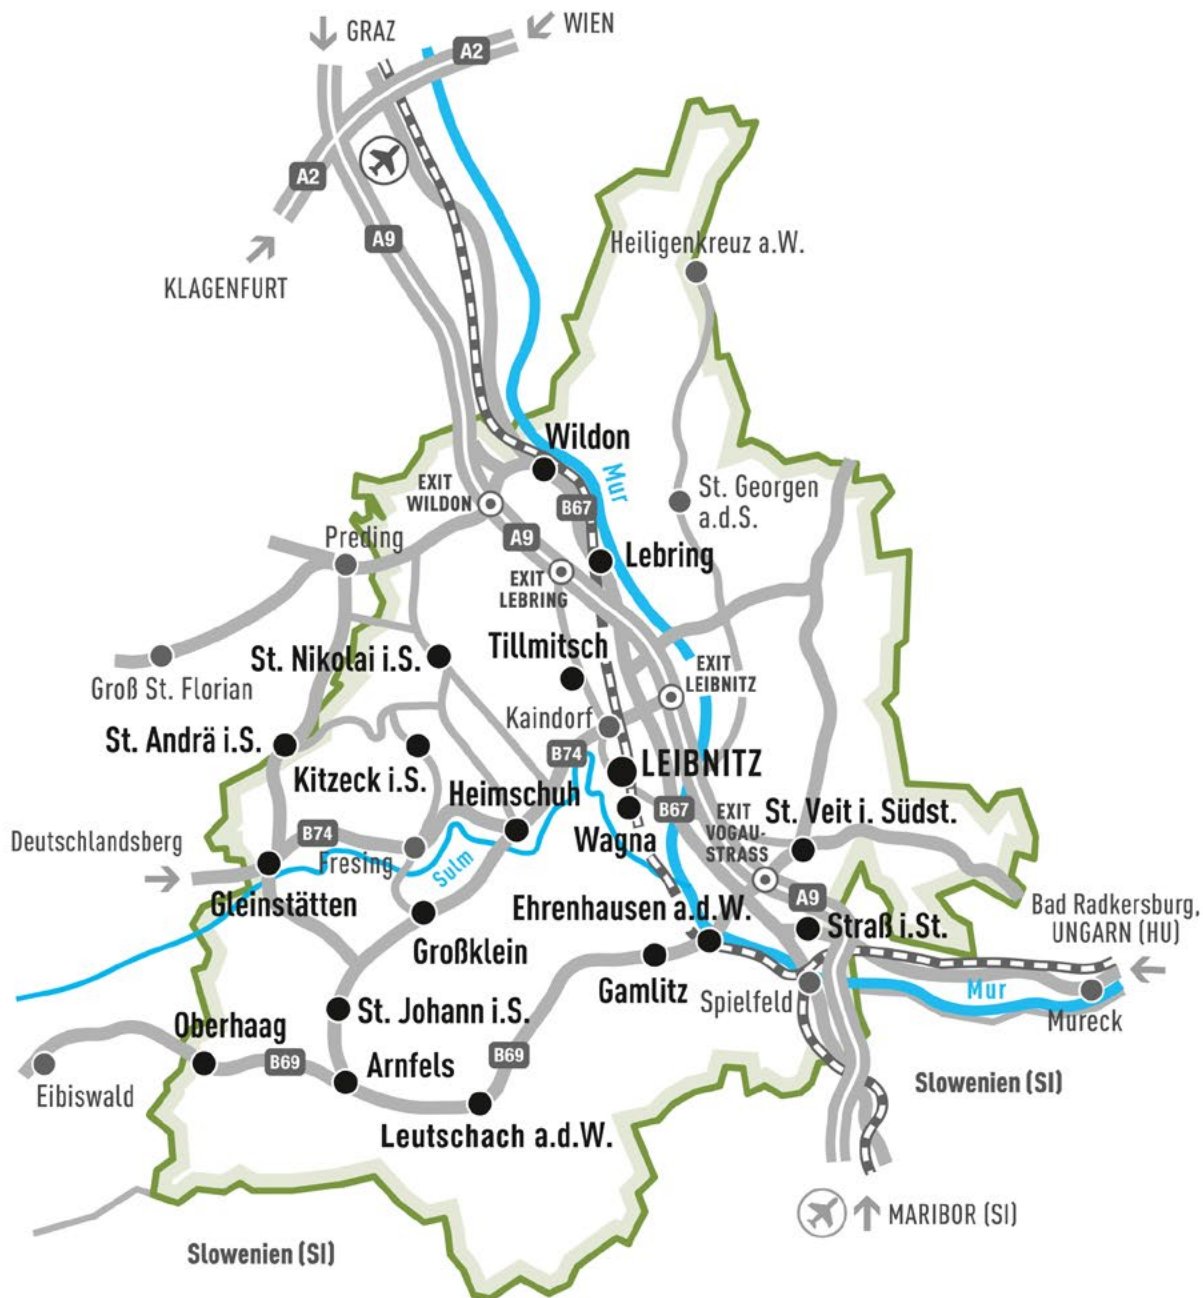 GRAZ
WIEN
A2
A2
A9
KLAGENFURT
Heiligenkreuz a.W.
Wildon
EXIT
WILDON
Mur
B67
St. Georgen
a.d.S.
Preding
A9
Lebring
EXIT
LEBRING
Tillmitsch
St. Nikolai i.S.
EXIT
LEIBNITZ
Groß St. Florian
Kaindorf
St. Andrä i.S.
B74
LEIBNITZ
Kitzeck i.S.
Heimschuh
B67
EXIT
VOGAU-
STRASS
St. Veit i. Südst.
Deutschlandsberg
B74
Fresing
Wagna
Sulm
Gleinstätten
Ehrenhausen a.d.W.
A9
Straß i.St.
Bad Radkersburg,
UNGARN (HU)
Großklein
Gamlitz
Spielfeld
Mur
Mureck
St. Johann i.S.
Oberhaag
B69
Arnfels
B69
Eibiswald
Slowenien (SI)
Leutschach a.d.W.
MARIBOR (SI)
Slowenien (SI)